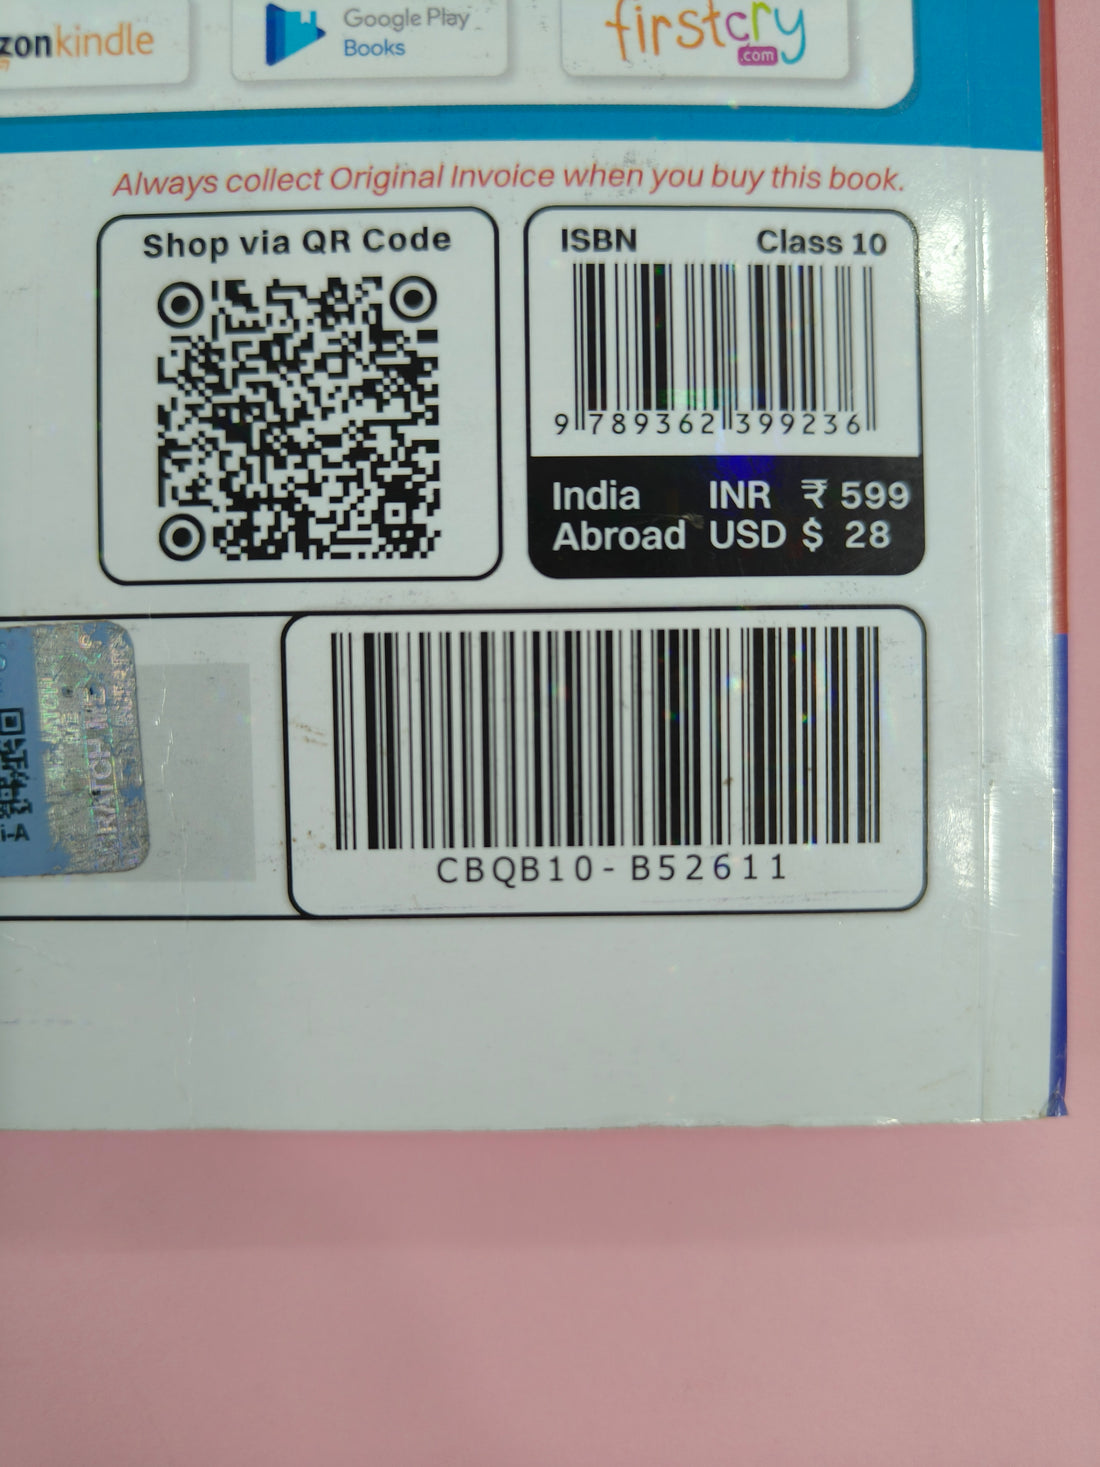 zonkindle
Google Play
Books
firstcry
.com
Always collect Original Invoice when you buy this book.
Shop via QR Code
ISBN Class 10
9 789362 399236
India INR ₹ 599
Abroad USD $ 28
i-A
CBQB10-B52611